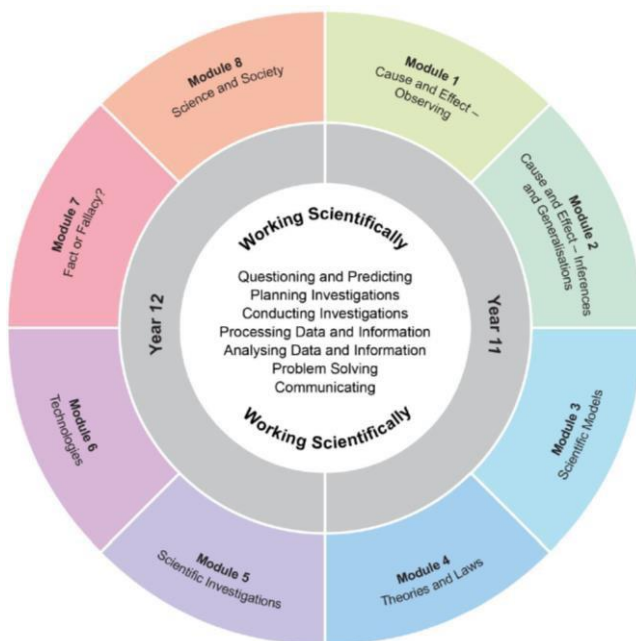 Module 1
Cause and Effect –
Observing
Module 2
Cause and Effect – Inferences
and Generalisations
Module 3
Scientific Models
Module 4
Theories and Laws
Module 5
Scientific Investigations
Module 6
Technologies
Module 7
Fact or Fallacy?
Module 8
Science and Society
Year 11
Year 12
Working Scientifically
Questioning and Predicting
Planning Investigations
Conducting Investigations
Processing Data and Information
Analysing Data and Information
Problem Solving
Communicating
Working Scientifically